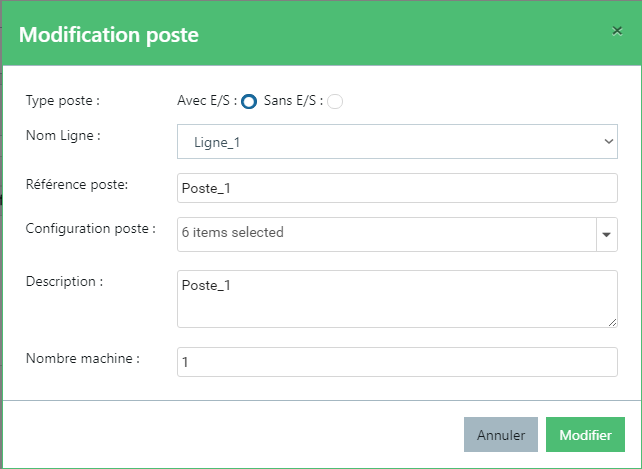 Modification poste ×
Type poste : Avec E/S : Sans E/S :
Nom Ligne : Ligne_1
Référence poste: Poste_1
Configuration poste : 6 items selected
Description : Poste_1
Nombre machine : 1
Annuler Modifier